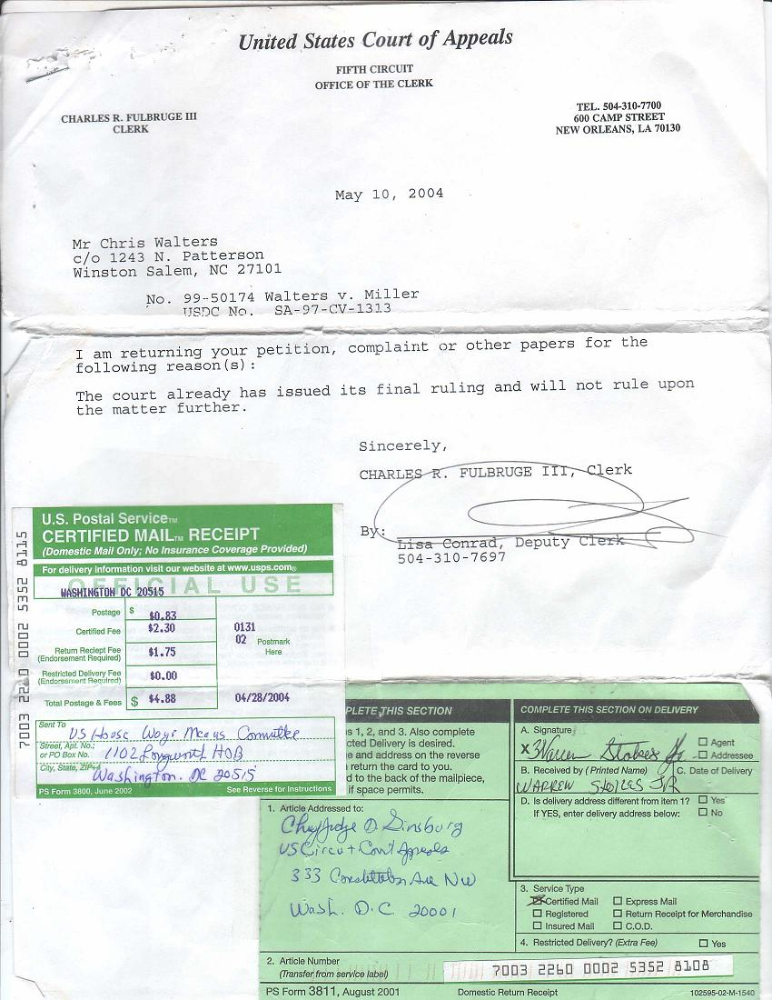 United States Court of Appeals
FIFTH CIRCUIT
OFFICE OF THE CLERK
CHARLES R. FULBRUGE III
CLERK
TEL. 504-310-7700
600 CAMP STREET
NEW ORLEANS, LA 70130
May 10, 2004
Mr Chris Walters
c/o 1243 N. Patterson
Winston Salem, NC 27101
No. 99-50174 Walters v. Miller
USDC No. SA-97-CV-1313
I am returning your petition, complaint or other papers for the
following reason(s):
The court already has issued its final ruling and will not rule upon
the matter further.
Sincerely,
CHARLES R. FULBRUGE III, Clerk
By:
Lisa Conrad, Deputy Clerk
504-310-7697
7003 2260 0002 5352 8115
U.S. Postal Service™
CERTIFIED MAIL™ RECEIPT
(Domestic Mail Only; No Insurance Coverage Provided)
For delivery information visit our website at www.usps.com®
OFFICIAL USE
WASHINGTON DC 20515
Postage $ $0.83
Certified Fee $2.30
Return Reciept Fee
(Endorsement Required) $1.75
Restricted Delivery Fee
(Endorsement Required) $0.00
Total Postage & Fees $ $4.88
0131
02
Postmark
Here
04/28/2004
Sent To
US House Ways Means Committee
Street, Apt. No.;
or PO Box No. 1102 Longworth HOB
City, State, ZIP+4
Washington. DC 20515
PS Form 3800, June 2002 See Reverse for Instructions
PLETE THIS SECTION
s 1, 2, and 3. Also complete
cted Delivery is desired.
e and address on the reverse
return the card to you.
d to the back of the mailpiece,
if space permits.
1. Article Addressed to:
Chief Judge D. Ginsburg
US Circuit Court Appeals
333 Constitution Ave NW
Wash. D.C. 20001
2. Article Number
(Transfer from service label)
7003 2260 0002 5352 8108
COMPLETE THIS SECTION ON DELIVERY
A. Signature
X Warren Stokes Jr
Agent
Addressee
B. Received by (Printed Name) C. Date of Delivery
WARREN STOKES JR
D. Is delivery address different from item 1? Yes
If YES, enter delivery address below: No
3. Service Type
Certified Mail Express Mail
Registered Return Receipt for Merchandise
Insured Mail C.O.D.
4. Restricted Delivery? (Extra Fee) Yes
PS Form 3811, August 2001 Domestic Return Receipt 102595-02-M-1540